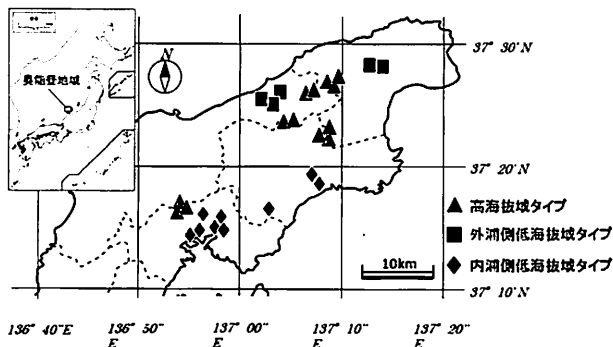 奥能登地域
N
37° 30´ N
37° 20´ N
37° 10´ N
高海抜域タイプ
外浦側低海抜域タイプ
内浦側低海抜域タイプ
10km
136° 40˝E
136° 50˝
E
137° 00˝
E
137° 10˝
E
137° 20˝
E